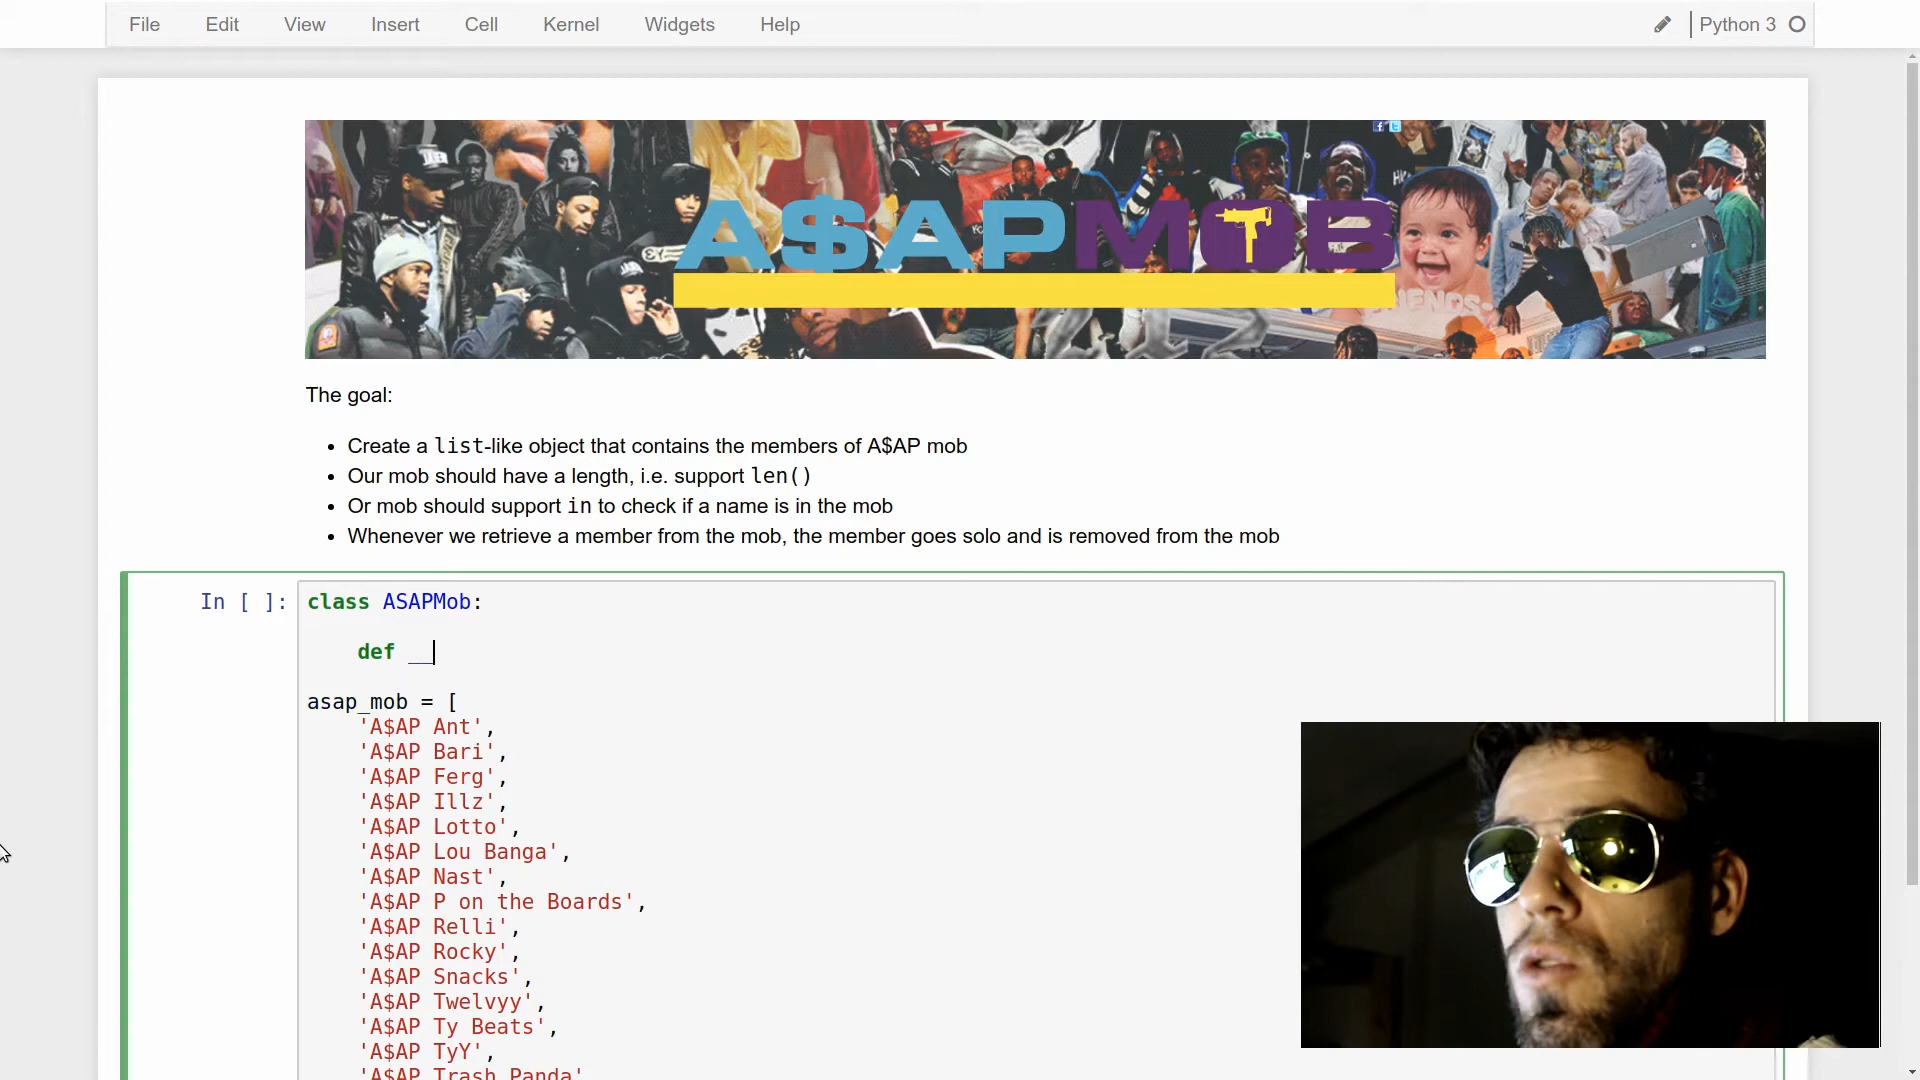 File Edit View Insert Cell Kernel Widgets Help Python 3
A$APMOB
The goal:
• Create a list-like object that contains the members of A$AP mob
• Our mob should have a length, i.e. support len()
• Or mob should support in to check if a name is in the mob
• Whenever we retrieve a member from the mob, the member goes solo and is removed from the mob
In [ ]: class ASAPMob:
def __
asap_mob = [
'A$AP Ant',
'A$AP Bari',
'A$AP Ferg',
'A$AP Illz',
'A$AP Lotto',
'A$AP Lou Banga',
'A$AP Nast',
'A$AP P on the Boards',
'A$AP Relli',
'A$AP Rocky',
'A$AP Snacks',
'A$AP Twelvyy',
'A$AP Ty Beats',
'A$AP TyY',
'A$AP Trash Panda'